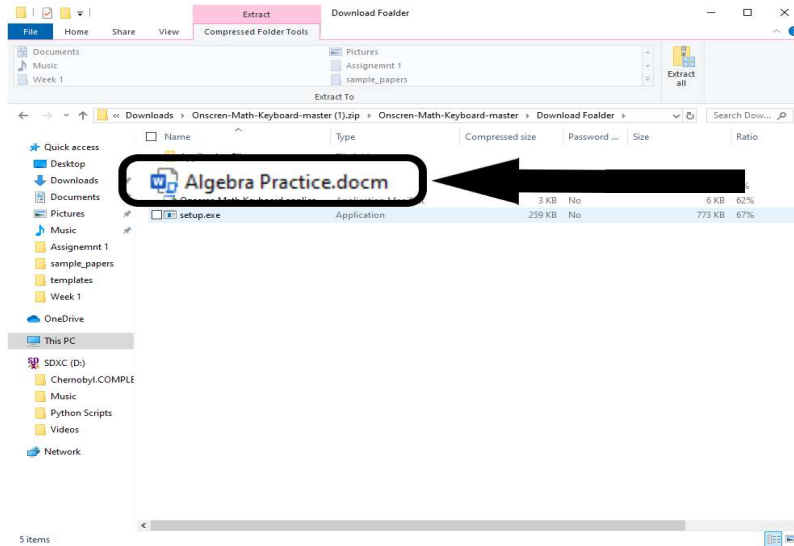 Extract
Download Foalder
File
Home
Share
View
Compressed Folder Tools
Documents
Music
Week 1
Pictures
Assignemnt 1
sample_papers
Extract all
Extract To
« Downloads > Onscren-Math-Keyboard-master (1).zip > Onscren-Math-Keyboard-master > Download Foalder >
Search Dow...
Name
Type
Compressed size
Password ...
Size
Ratio
Algebra Practice.docm
3 KB No 6 KB 62%
setup.exe Application 259 KB No 773 KB 67%
Quick access
Desktop
Downloads
Documents
Pictures
Music
Assignemnt 1
sample_papers
templates
Week 1
OneDrive
This PC
SDXC (D:)
Chernobyl.COMPLE
Music
Python Scripts
Videos
Network
5 items